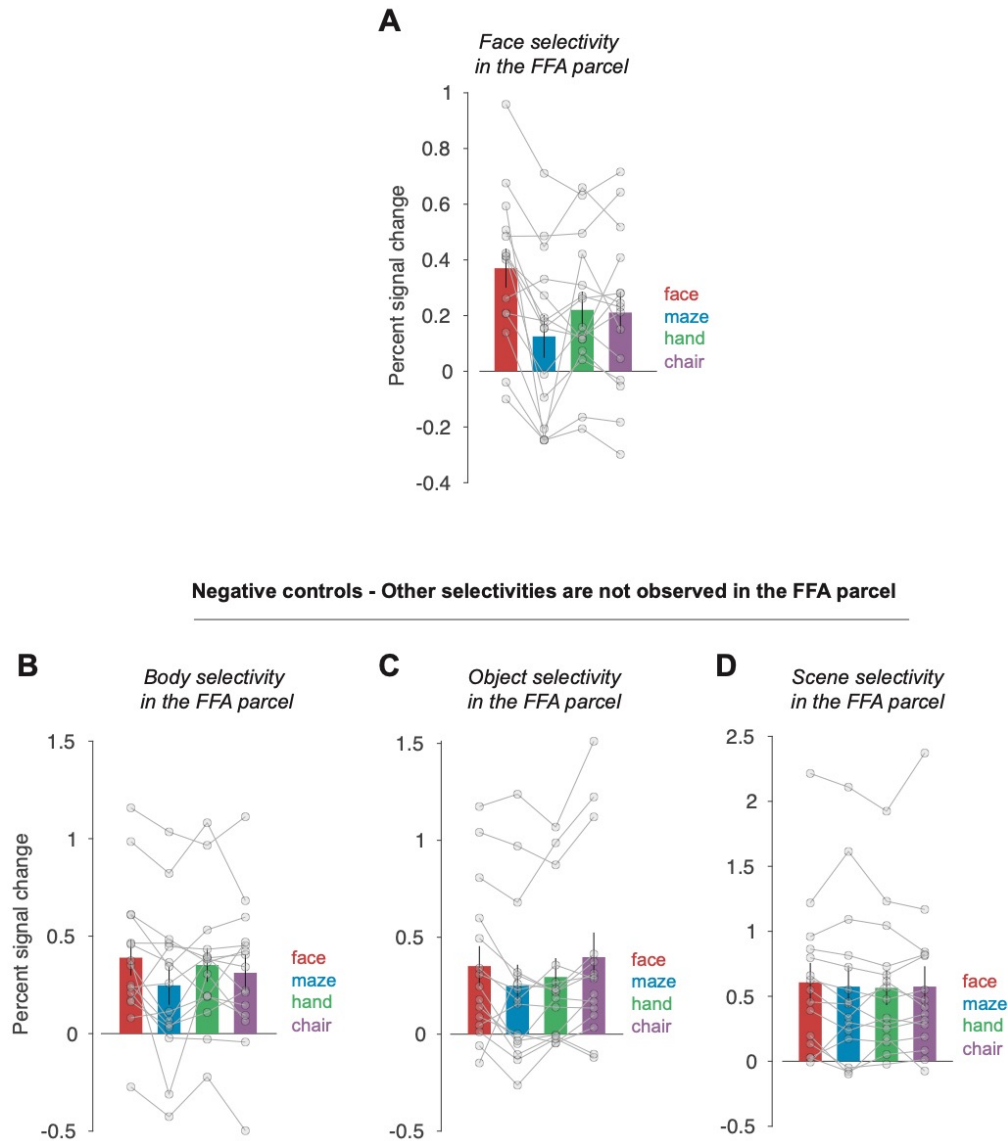 A
Face selectivity
in the FFA parcel
Percent signal change
1
0.8
0.6
0.4
0.2
0
-0.2
-0.4
face
maze
hand
chair
Negative controls - Other selectivities are not observed in the FFA parcel
B
Body selectivity
in the FFA parcel
Percent signal change
1.5
1
0.5
0
-0.5
face
maze
hand
chair
C
Object selectivity
in the FFA parcel
1.5
1
0.5
0
-0.5
face
maze
hand
chair
D
Scene selectivity
in the FFA parcel
2.5
2
1.5
1
0.5
0
-0.5
face
maze
hand
chair